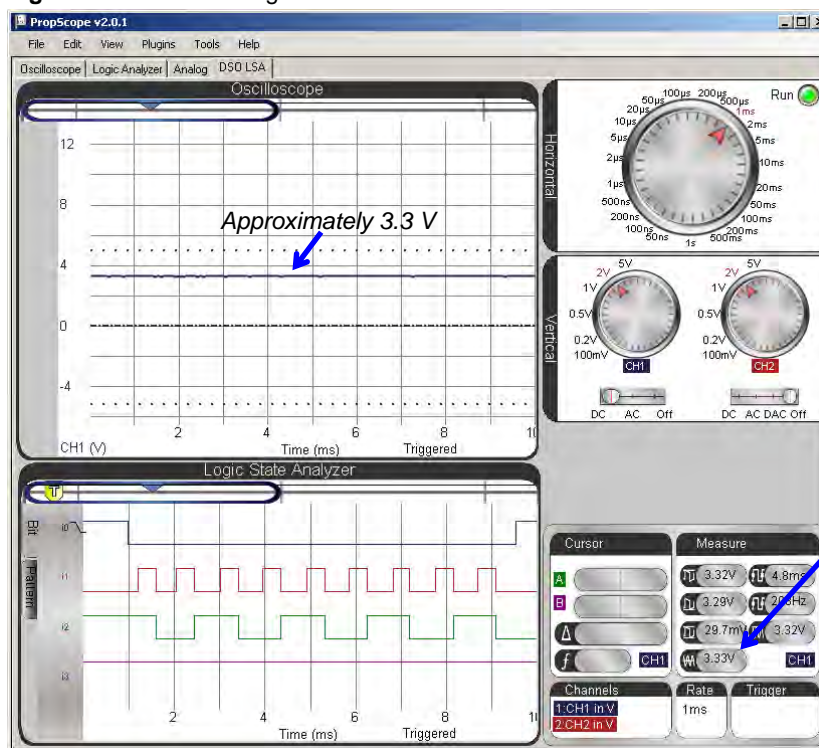 PropScope v2.0.1
File Edit View Plugins Tools Help
Oscilloscope Logic Analyzer Analog DSO LSA
Oscilloscope
12
8
4
0
-4
Approximately 3.3 V
2 4 6 8
CH1 (V) Time (ms) Triggered
Logic State Analyzer
T
Bit
Pattern
i0
i1
i2
i3
2 4 6 8
Time (ms) Triggered
Horizontal
Run
50ns
100ns
200ns
500ns
1µs
2µs
5µs
10µs
20µs
50µs
100µs
200µs
500µs
1ms
2ms
5ms
10ms
20ms
50ms
100ms
200ms
500ms
1s
Vertical
5V
2V
1V
0.5V
0.2V
100mV
CH1
DC AC Off
5V
2V
1V
0.5V
0.2V
100mV
CH2
DC AC DAC Off
Cursor
A
B
Δ
f
CH1
Measure
3.32V 4.8ms
3.29V
29.7mV 3.32V
3.33V
CH1
Channels
1:CH1 in V
2:CH2 in V
Rate
1ms
Trigger